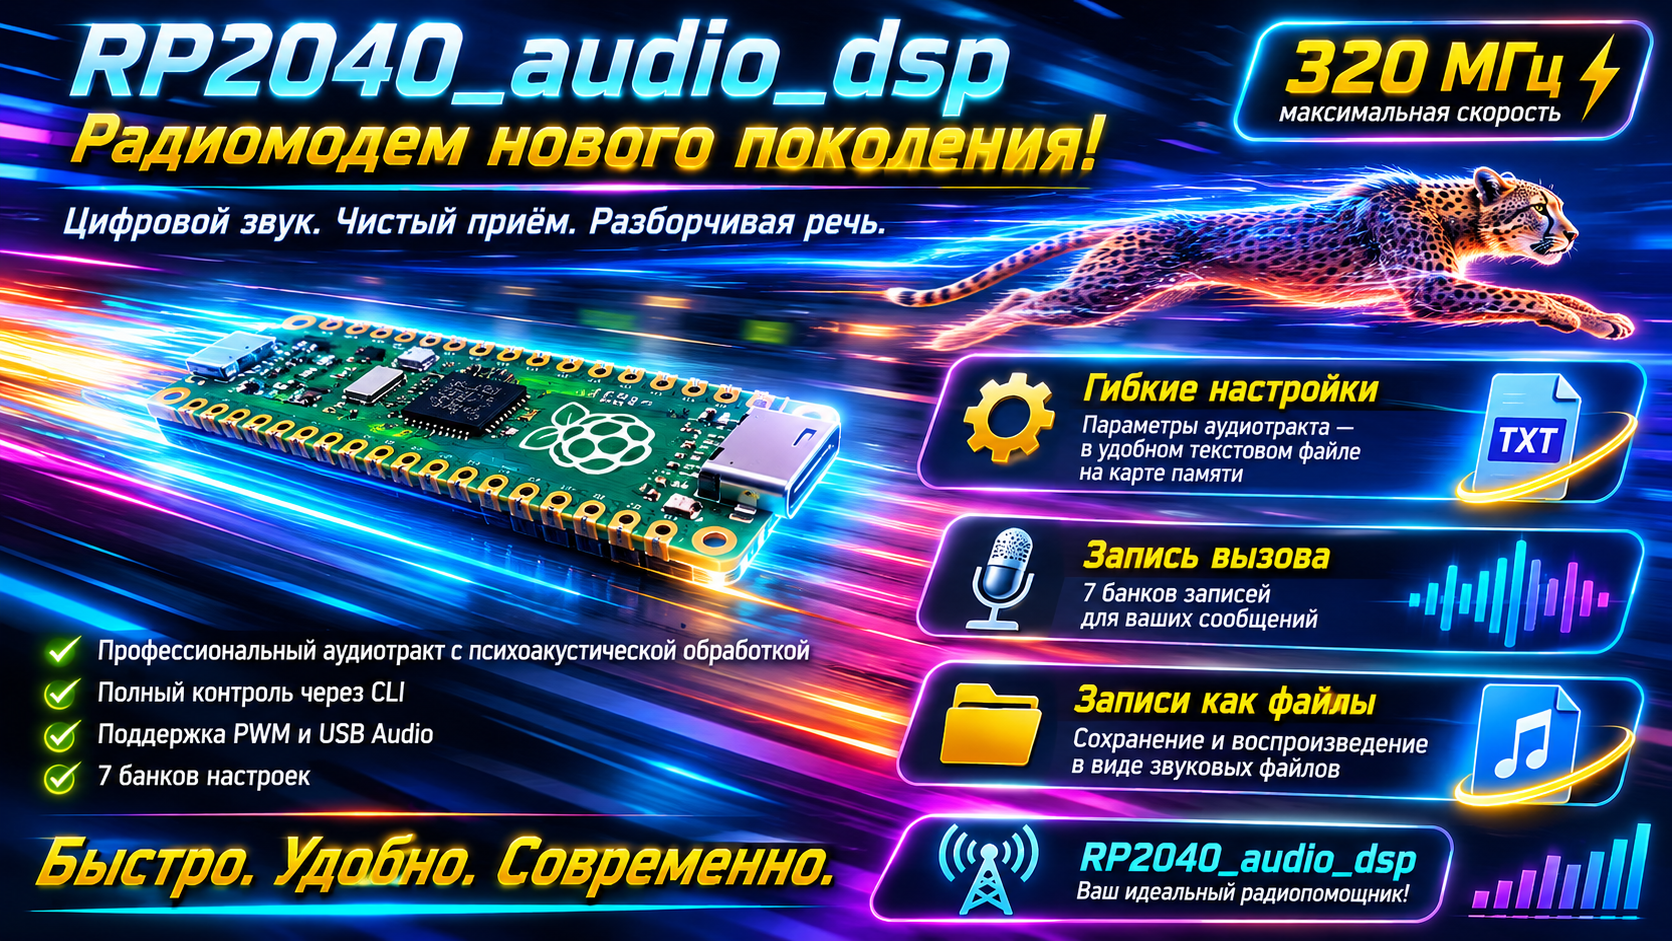 RP2040_audio_dsp
Радиомодем нового поколения!
Цифровой звук. Чистый приём. Разборчивая речь.
320 МГц
максимальная скорость
Гибкие настройки
Параметры аудиотракта —
в удобном текстовом файле
на карте памяти
TXT
Запись вызова
7 банков записей
для ваших сообщений
Записи как файлы
Сохранение и воспроизведение
в виде звуковых файлов
Профессиональный аудиотракт с психоакустической обработкой
Полный контроль через CLI
Поддержка PWM и USB Audio
7 банков настроек
Быстро. Удобно. Современно.
RP2040_audio_dsp
Ваш идеальный радиопомощник!